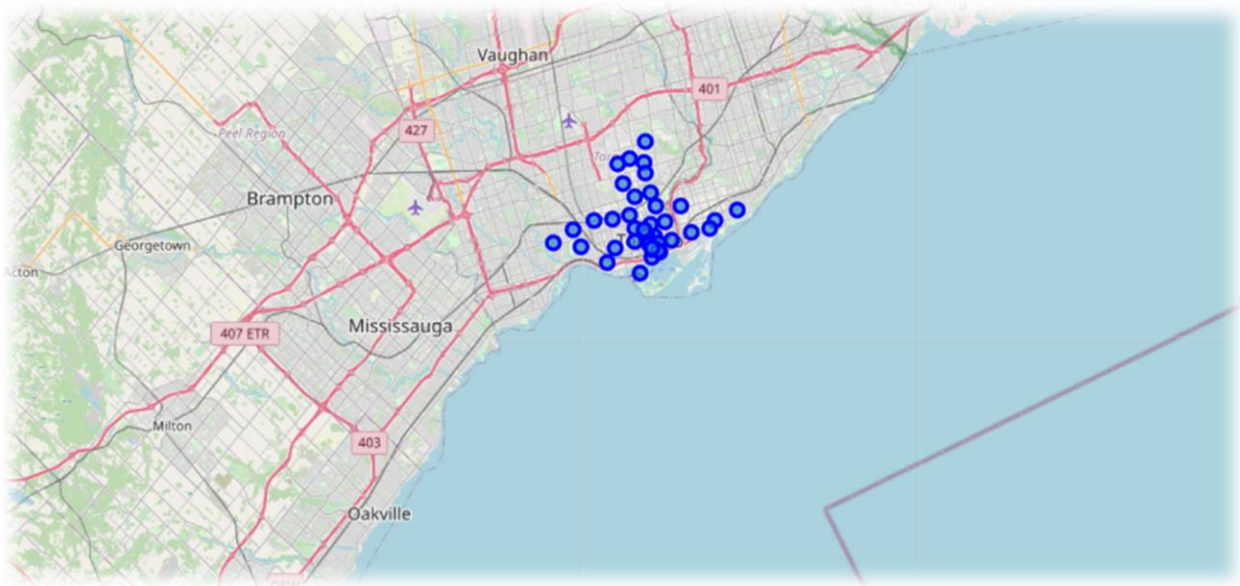 Vaughan
401
427
Peel Region
Brampton
Georgetown
Acton
407 ETR
Mississauga
Milton
403
Oakville